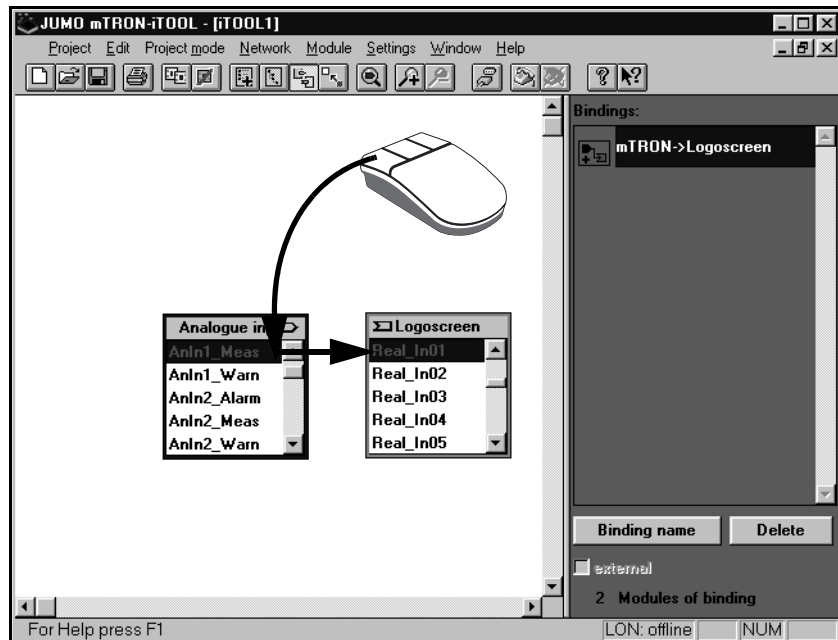 JUMO mTRON-iTOOL - [iTOOL1]
Project Edit Project mode Network Module Settings Window Help
Bindings:
mTRON->Logoscreen
Analogue in
AnIn1_Meas
AnIn1_Warn
AnIn2_Alarm
AnIn2_Meas
AnIn2_Warn
Logoscreen
Real_In01
Real_In02
Real_In03
Real_In04
Real_In05
Binding name
Delete
external
2 Modules of binding
For Help press F1
LON: offline
NUM